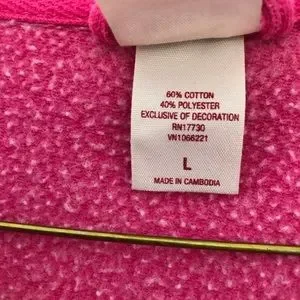 60% COTTON
40% POLYESTER
EXCLUSIVE OF DECORATION
RN17730
VN1066221
L
MADE IN CAMBODIA